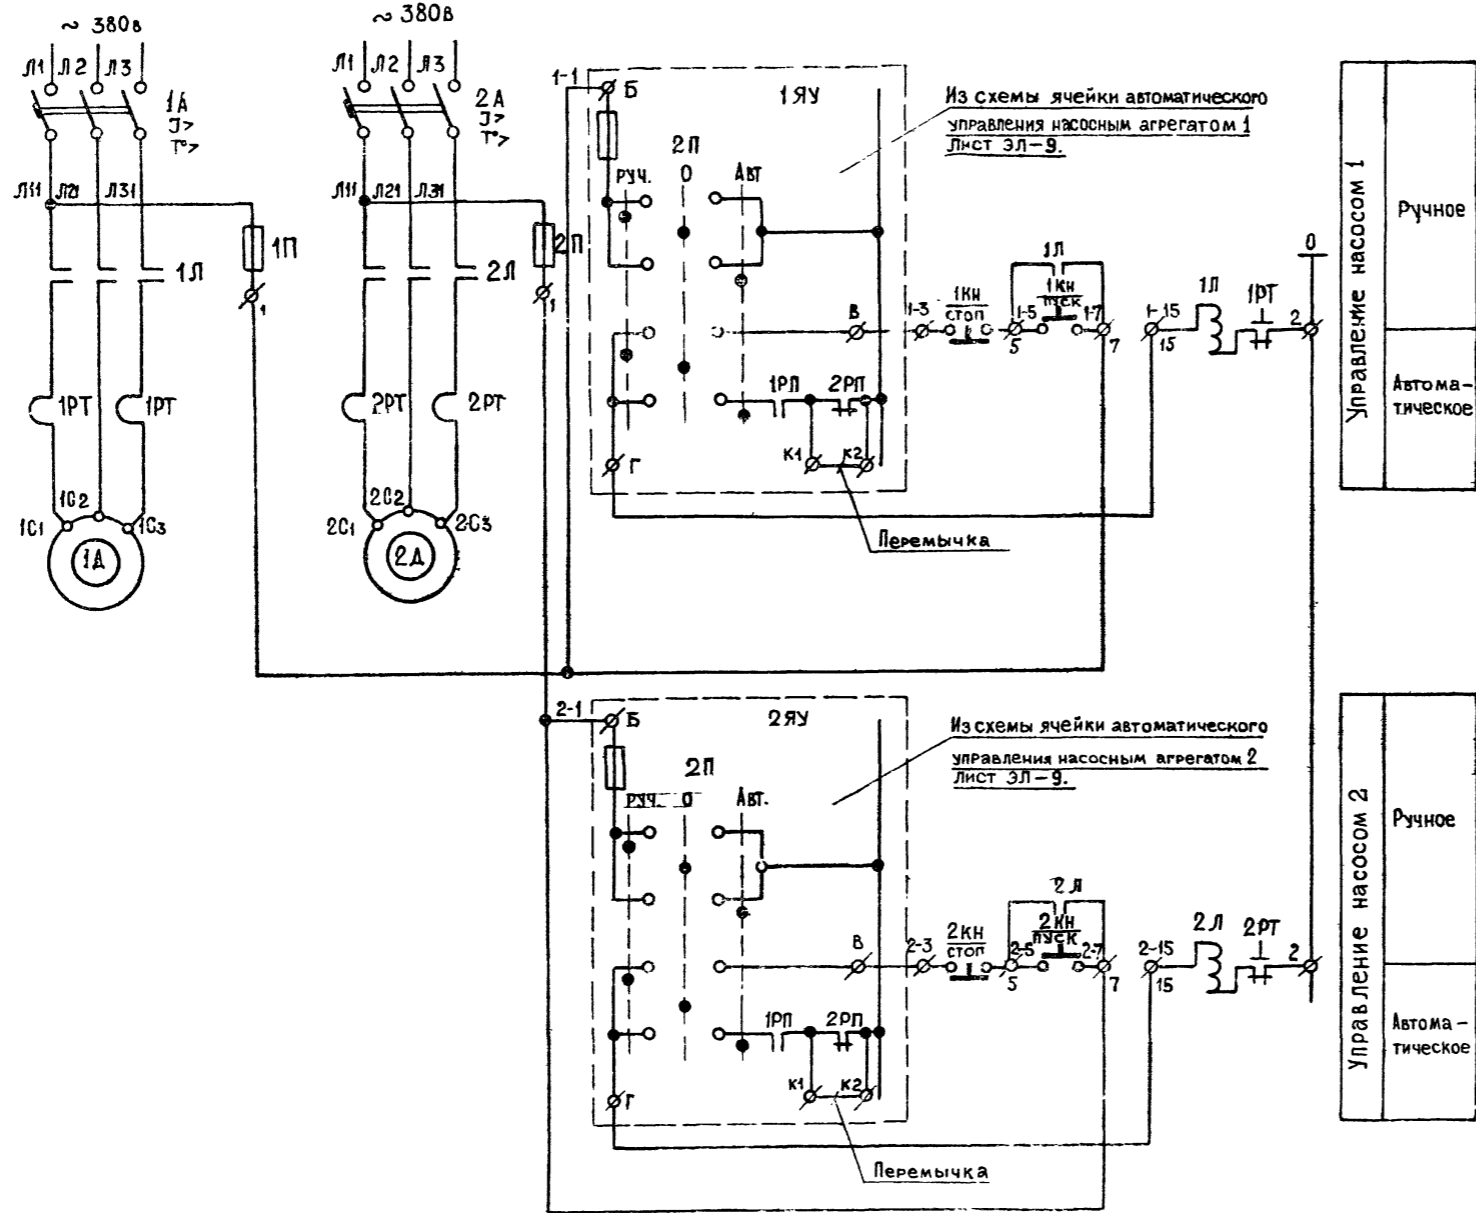 ~ 380в
Л1 Л2 Л3
1А
J>
T°>
Л11 Л21 Л31
1П
1
1Л
1РТ 1РТ
1С1 1С2 1С3
1Д
~ 380в
Л1 Л2 Л3
2А
J>
T°>
Л11 Л21 Л31
2П
1
2Л
2РТ 2РТ
2С1 2С2 2С3
2Д
1-1
Б
1ЯУ
2П
РУЧ. 0 Авт
В
1РП 2РП
К1 К2
Г
Перемычка
Из схемы ячейки автоматического
управления насосным агрегатом 1
Лист ЭЛ-9.
1-3
1КН
стоп
1-5
5
1Л
1КН
пуск
1-7
7
1-15
15
1Л
1РТ
2
0
Управление насосом 1
Ручное
Автома-
тическое
2-1
Б
2ЯУ
2П
РУЧ. 0 Авт.
В
1РП 2РП
К1 К2
Г
Перемычка
Из схемы ячейки автоматического
управления насосным агрегатом 2
Лист ЭЛ-9.
2-3
2КН
стоп
2-5
5
2Л
2КН
пуск
2-7
7
2-15
15
2Л
2РТ
2
Управление насосом 2
Ручное
Автома-
тическое